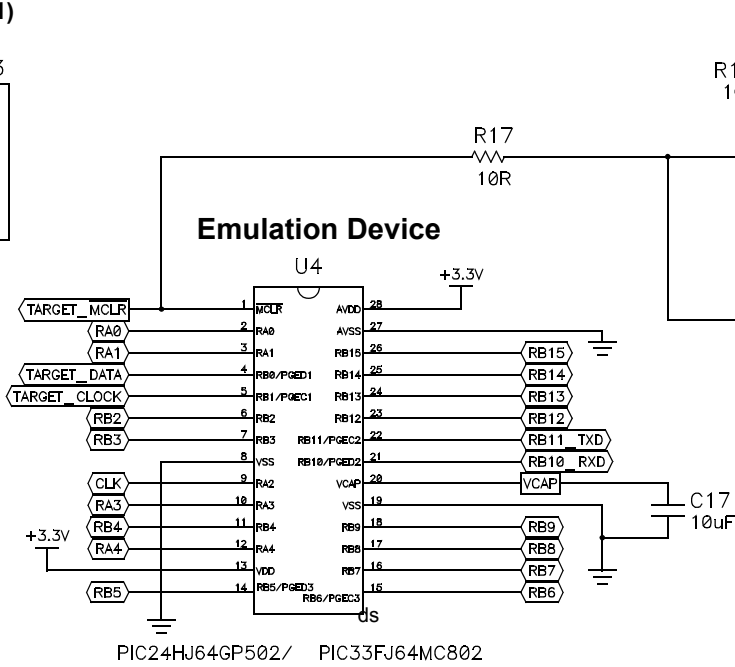 R17
10R
Emulation Device
U4
+3.3V
TARGET_MCLR 1 MCLR AVDD 28
RA0 2 RA0 AVSS 27
RA1 3 RA1 RB15 26 RB15
TARGET_DATA 4 RB0/PGED1 RB14 25 RB14
TARGET_CLOCK 5 RB1/PGEC1 RB13 24 RB13
RB2 6 RB2 RB12 23 RB12
RB3 7 RB3 RB11/PGEC2 22 RB11_TXD
8 VSS RB10/PGED2 21 RB10_RXD
CLK 9 RA2 VCAP 20 VCAP
RA3 10 RA3 VSS 19 C17
RB4 11 RB4 RB9 18 RB9 10uF
+3.3V
RA4 12 RA4 RB8 17 RB8
13 VDD RB7 16 RB7
RB5 14 RB5/PGED3 RB6/PGEC3 15 RB6
ds
PIC24HJ64GP502/ PIC33FJ64MC802